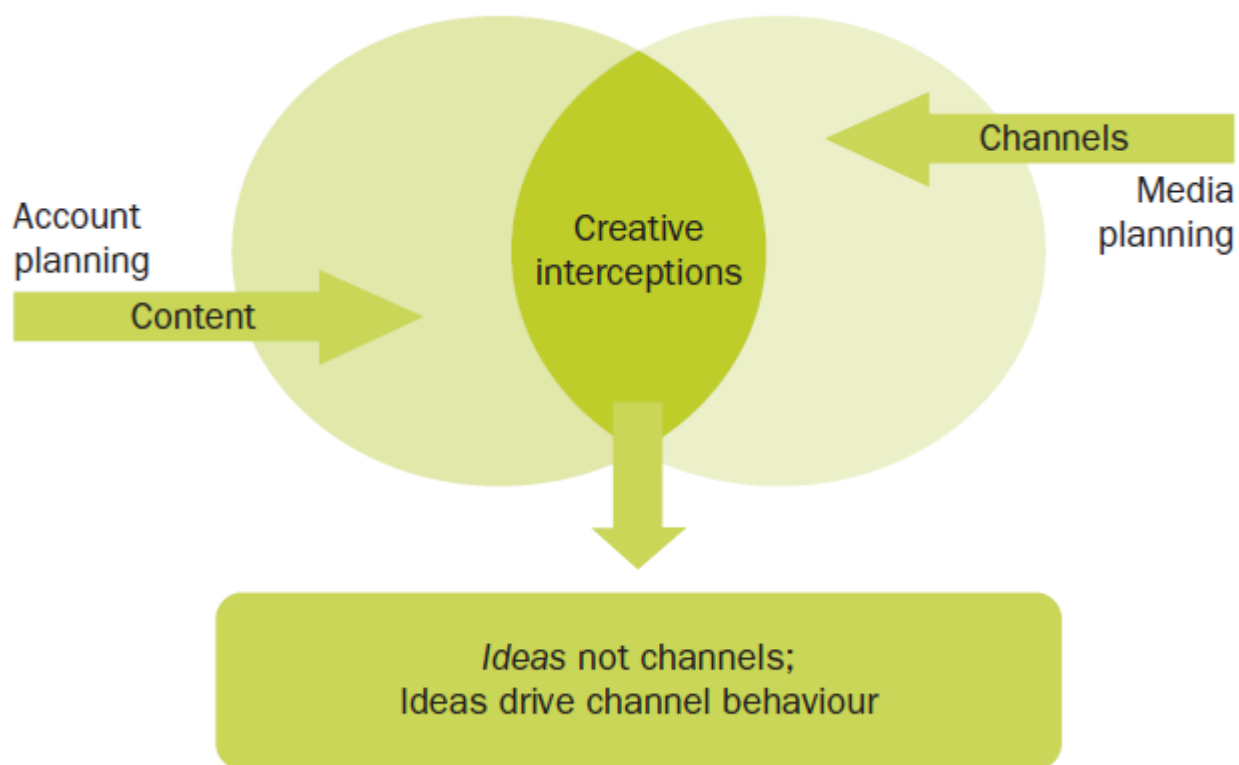 Account
planning
Content
Creative
interceptions
Channels
Media
planning
Ideas not channels;
Ideas drive channel behaviour